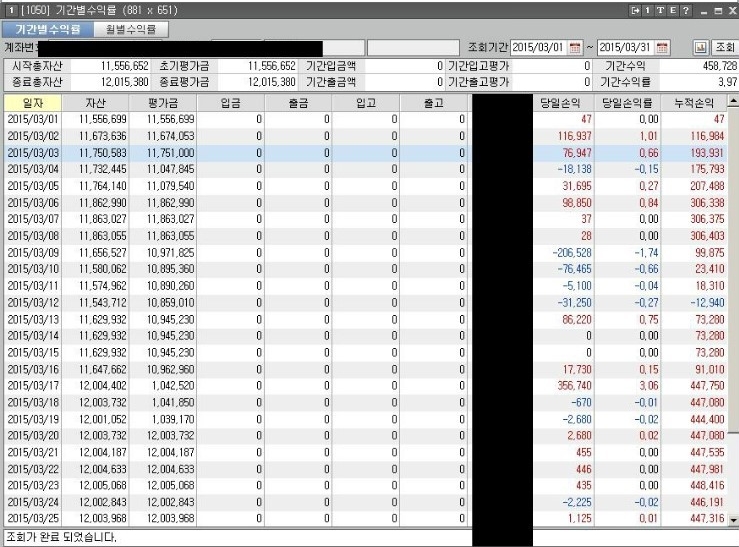 1 [1050] 기간별수익률 (881 x 651) 1 T E ?
기간별수익률 월별수익률
계좌번호 조회기간 2015/03/01 ~ 2015/03/31 조회
시작총자산 11,556,652 초기평가금 11,556,652 기간입금액 0 기간입고평가 0 기간수익 458,728
종료총자산 12,015,380 종료평가금 12,015,380 기간출금액 0 기간출고평가 0 기간수익률 3.97
일자 자산 평가금 입금 출금 입고 출고 당일손익 당일손익률 누적손익
2015/03/01 11,556,699 11,556,699 0 0 0 0 47 0.00 47
2015/03/02 11,673,636 11,674,053 0 0 0 0 116,937 1.01 116,984
2015/03/03 11,750,583 11,751,000 0 0 0 0 76,947 0.66 193,931
2015/03/04 11,732,445 11,047,845 0 0 0 0 -18,138 -0.15 175,793
2015/03/05 11,764,140 11,079,540 0 0 0 0 31,695 0.27 207,488
2015/03/06 11,862,990 11,862,990 0 0 0 0 98,850 0.84 306,338
2015/03/07 11,863,027 11,863,027 0 0 0 0 37 0.00 306,375
2015/03/08 11,863,055 11,863,055 0 0 0 0 28 0.00 306,403
2015/03/09 11,656,527 10,971,825 0 0 0 0 -206,528 -1.74 99,875
2015/03/10 11,580,062 10,895,360 0 0 0 0 -76,465 -0.66 23,410
2015/03/11 11,574,962 10,890,260 0 0 0 0 -5,100 -0.04 18,310
2015/03/12 11,543,712 10,859,010 0 0 0 0 -31,250 -0.27 -12,940
2015/03/13 11,629,932 10,945,230 0 0 0 0 86,220 0.75 73,280
2015/03/14 11,629,932 10,945,230 0 0 0 0 0 0.00 73,280
2015/03/15 11,629,932 10,945,230 0 0 0 0 0 0.00 73,280
2015/03/16 11,647,662 10,962,960 0 0 0 0 17,730 0.15 91,010
2015/03/17 12,004,402 1,042,520 0 0 0 0 356,740 3.06 447,750
2015/03/18 12,003,732 1,041,850 0 0 0 0 -670 -0.01 447,080
2015/03/19 12,001,052 1,039,170 0 0 0 0 -2,680 -0.02 444,400
2015/03/20 12,003,732 12,003,732 0 0 0 0 2,680 0.02 447,080
2015/03/21 12,004,187 12,004,187 0 0 0 0 455 0.00 447,535
2015/03/22 12,004,633 12,004,633 0 0 0 0 446 0.00 447,981
2015/03/23 12,005,068 12,005,068 0 0 0 0 435 0.00 448,416
2015/03/24 12,002,843 12,002,843 0 0 0 0 -2,225 -0.02 446,191
2015/03/25 12,003,968 12,003,968 0 0 0 0 1,125 0.01 447,316
조회가 완료 되었습니다.